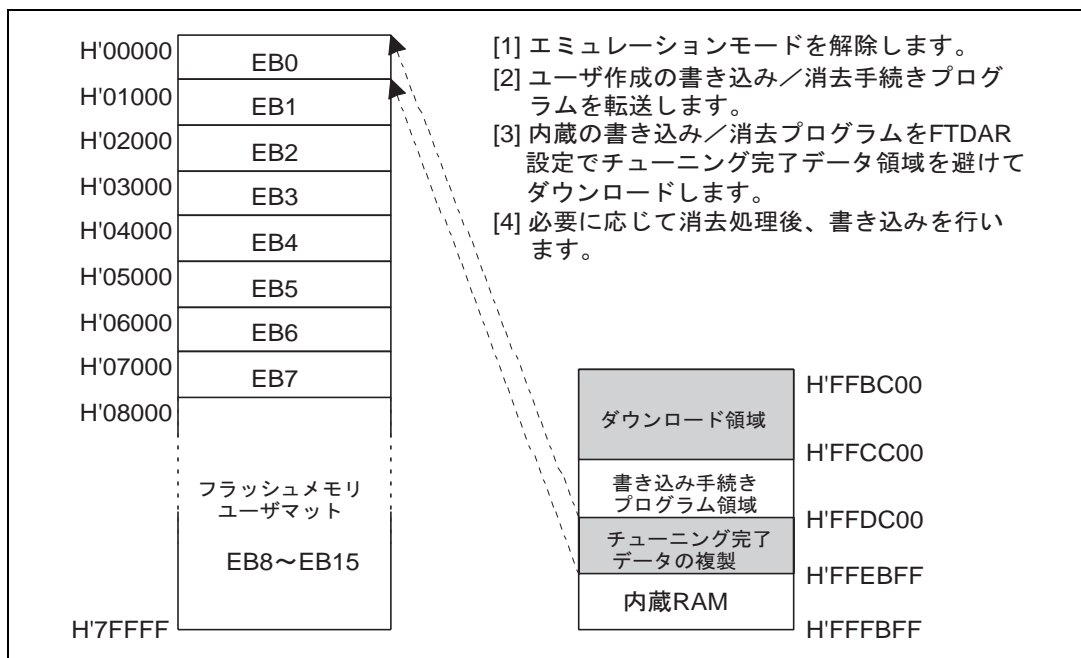 [1] エミュレーションモードを解除します。
[2] ユーザ作成の書き込み／消去手続きプログ
ラムを転送します。
[3] 内蔵の書き込み／消去プログラムをFTDAR
設定でチューニング完了データ領域を避けて
ダウンロードします。
[4] 必要に応じて消去処理後、書き込みを行い
ます。
H'00000
EB0
H'01000
EB1
H'02000
EB2
H'03000
EB3
H'04000
EB4
H'05000
EB5
H'06000
EB6
H'07000
EB7
H'08000
フラッシュメモリ
ユーザマット
EB8～EB15
H'7FFFF
H'FFBC00
ダウンロード領域
H'FFCC00
書き込み手続き
プログラム領域
H'FFDC00
チューニング完了
データの複製
H'FFEBFF
内蔵RAM
H'FFFBFF